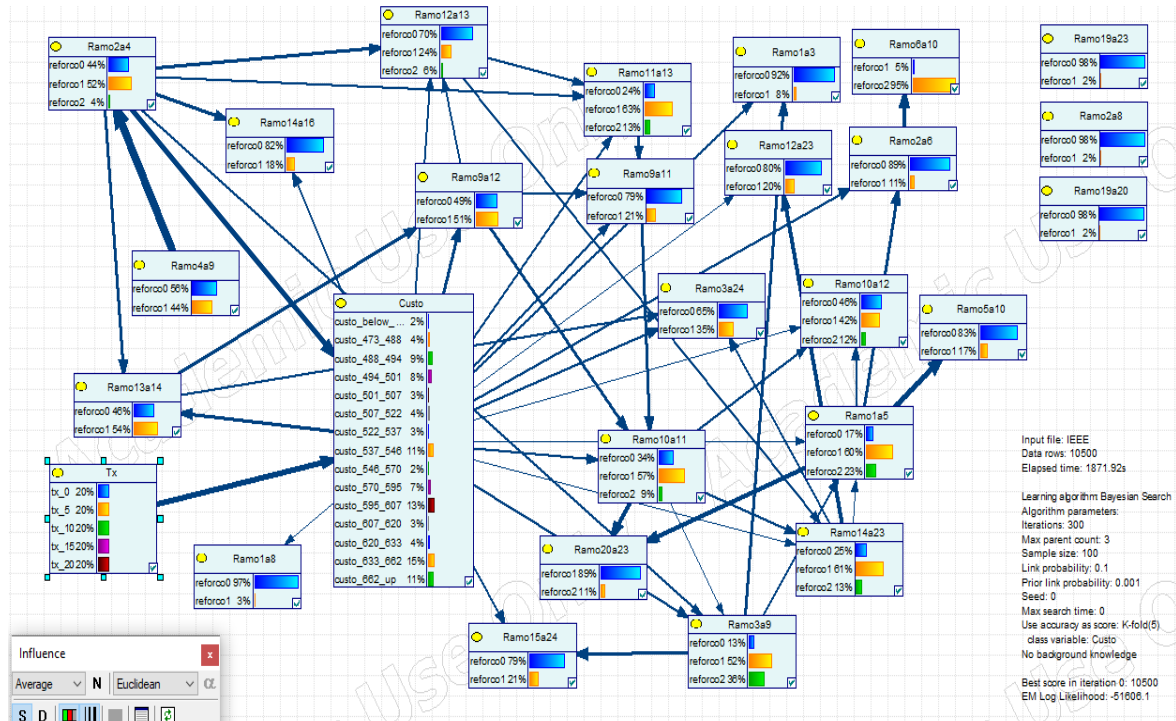 Ramo2a4
reforco0 44%
reforco1 52%
reforco2 4%
Ramo12a13
reforco0 70%
reforco1 24%
reforco2 6%
Ramo11a13
reforco0 24%
reforco1 63%
reforco2 13%
Ramo1a3
reforco0 92%
reforco1 8%
Ramo6a10
reforco1 5%
reforco2 95%
Ramo19a23
reforco0 98%
reforco1 2%
Ramo14a16
reforco0 82%
reforco1 18%
Ramo12a23
reforco0 80%
reforco1 20%
Ramo2a6
reforco0 89%
reforco1 11%
Ramo2a8
reforco0 98%
reforco1 2%
Ramo9a12
reforco0 49%
reforco1 51%
Ramo9a11
reforco0 79%
reforco1 21%
Ramo19a20
reforco0 98%
reforco1 2%
Ramo4a9
reforco0 56%
reforco1 44%
Custo
custo_below_... 2%
custo_473_488 4%
custo_488_494 9%
custo_494_501 8%
custo_501_507 3%
custo_507_522 4%
custo_522_537 3%
custo_537_546 11%
custo_546_570 2%
custo_570_595 7%
custo_595_607 13%
custo_607_620 3%
custo_620_633 4%
custo_633_662 15%
custo_662_up 11%
Ramo3a24
reforco0 65%
reforco1 35%
Ramo10a12
reforco0 46%
reforco1 42%
reforco2 12%
Ramo5a10
reforco0 83%
reforco1 17%
Ramo13a14
reforco0 46%
reforco1 54%
Ramo1a5
reforco0 17%
reforco1 60%
reforco2 23%
Ramo10a11
reforco0 34%
reforco1 57%
reforco2 9%
Tx
tx_0 20%
tx_5 20%
tx_10 20%
tx_15 20%
tx_20 20%
Ramo1a8
reforco0 97%
reforco1 3%
Ramo20a23
reforco1 89%
reforco2 11%
Ramo14a23
reforco0 25%
reforco1 61%
reforco2 13%
Ramo15a24
reforco0 79%
reforco1 21%
Ramo3a9
reforco0 13%
reforco1 52%
reforco2 36%
Input file: IEEE
Data rows: 10500
Elapsed time: 1871.92s
Learning algorithm Bayesian Search
Algorithm parameters:
Iterations: 300
Max parent count: 3
Sample size: 100
Link probability: 0.1
Prior link probability: 0.001
Seed: 0
Max search time: 0
Use accuracy as score: K-fold(5)
class variable: Custo
No background knowledge
Best score in iteration 0: 10500
EM Log Likelihood: -51606.1
Influence
x
Average N Euclidean α
S D
Academic Use Only